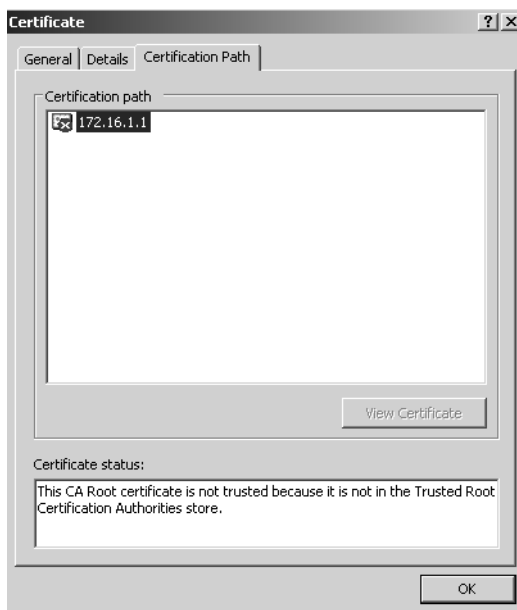 Certificate
General
Details
Certification Path
Certification path
172.16.1.1
View Certificate
Certificate status:
This CA Root certificate is not trusted because it is not in the Trusted Root
Certification Authorities store.
OK